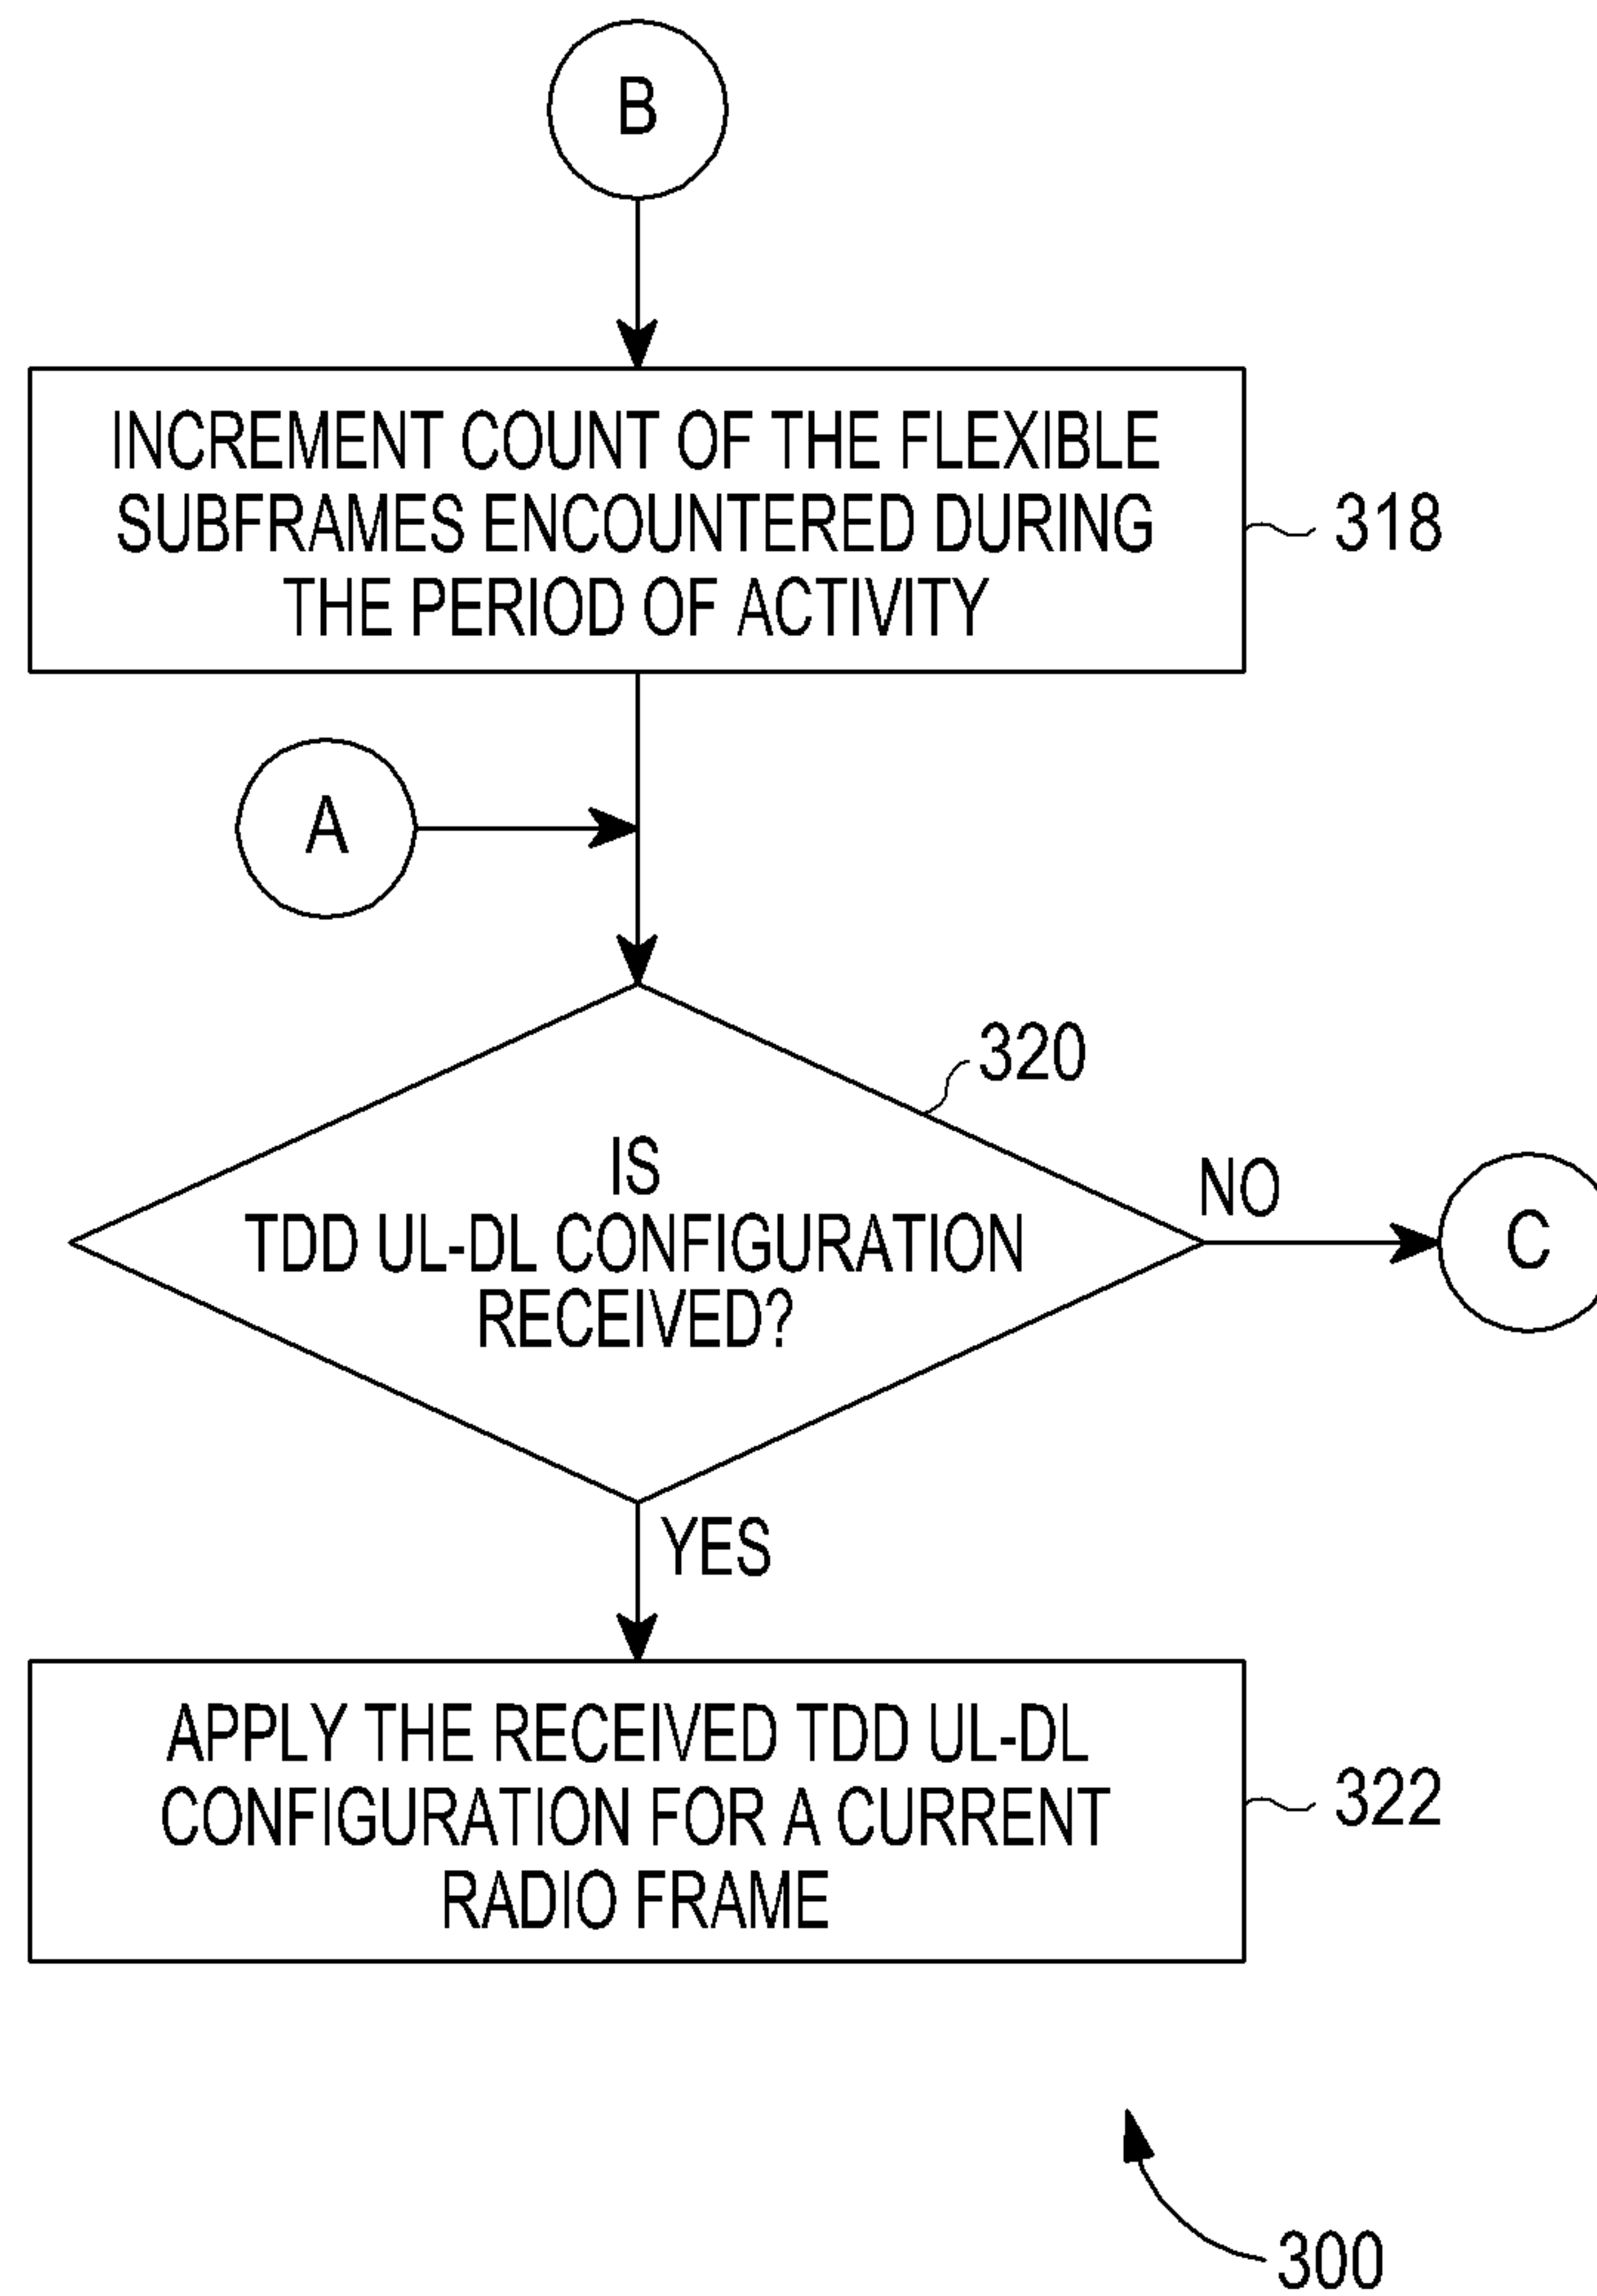 B
INCREMENT COUNT OF THE FLEXIBLE
SUBFRAMES ENCOUNTERED DURING
THE PERIOD OF ACTIVITY
318
A
320
IS
TDD UL-DL CONFIGURATION
RECEIVED?
NO
C
YES
APPLY THE RECEIVED TDD UL-DL
CONFIGURATION FOR A CURRENT
RADIO FRAME
322
300